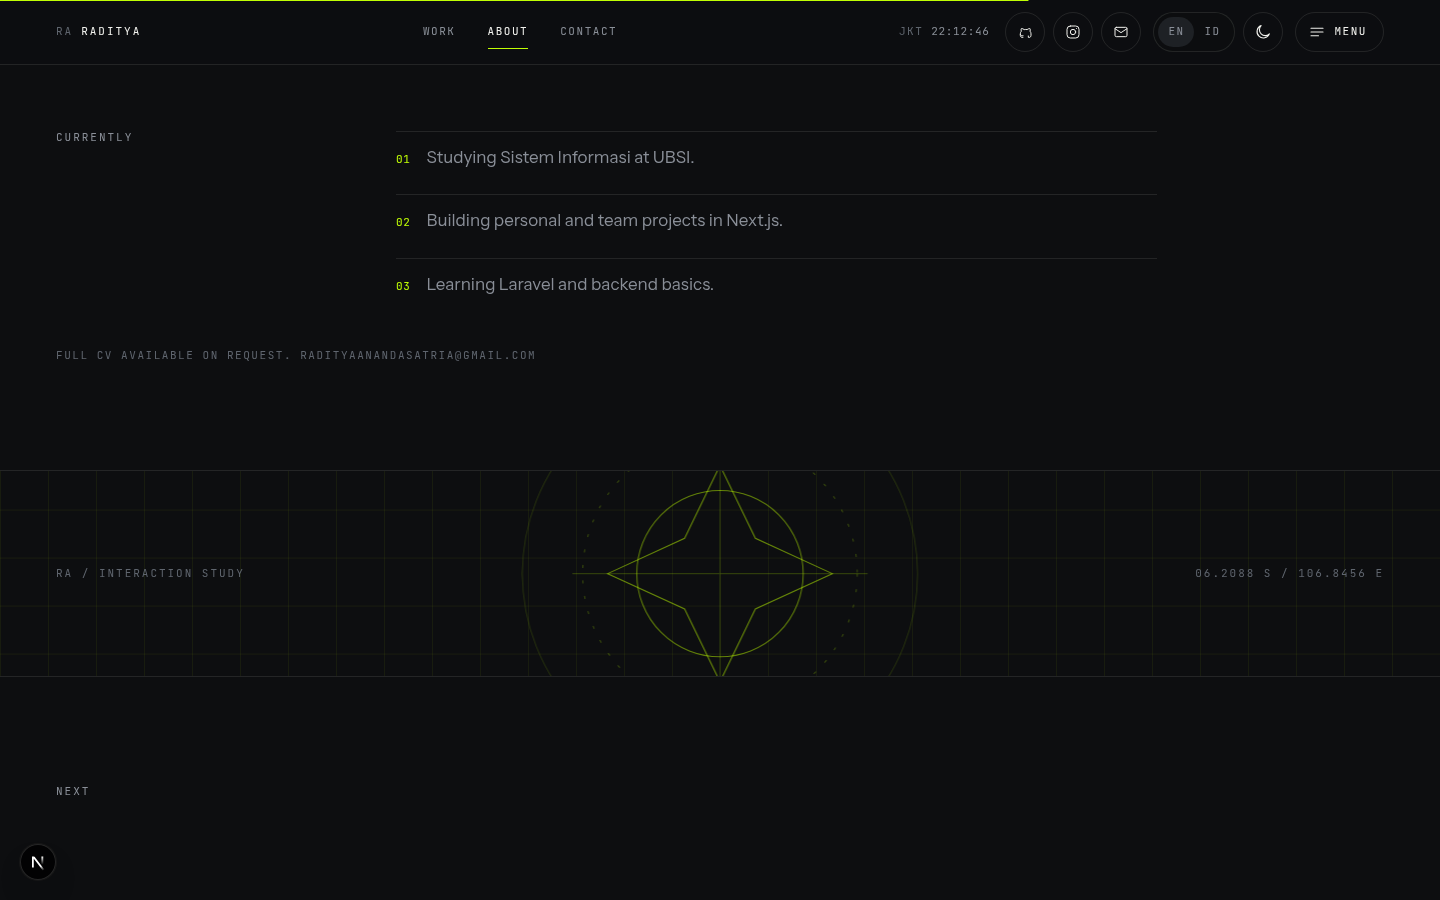 RA RADITYA
WORK ABOUT CONTACT
JKT 22:12:46
EN ID
MENU
CURRENTLY
01 Studying Sistem Informasi at UBSI.
02 Building personal and team projects in Next.js.
03 Learning Laravel and backend basics.
FULL CV AVAILABLE ON REQUEST. RADITYAANANDASATRIA@GMAIL.COM
RA / INTERACTION STUDY
06.2088 S / 106.8456 E
NEXT
N